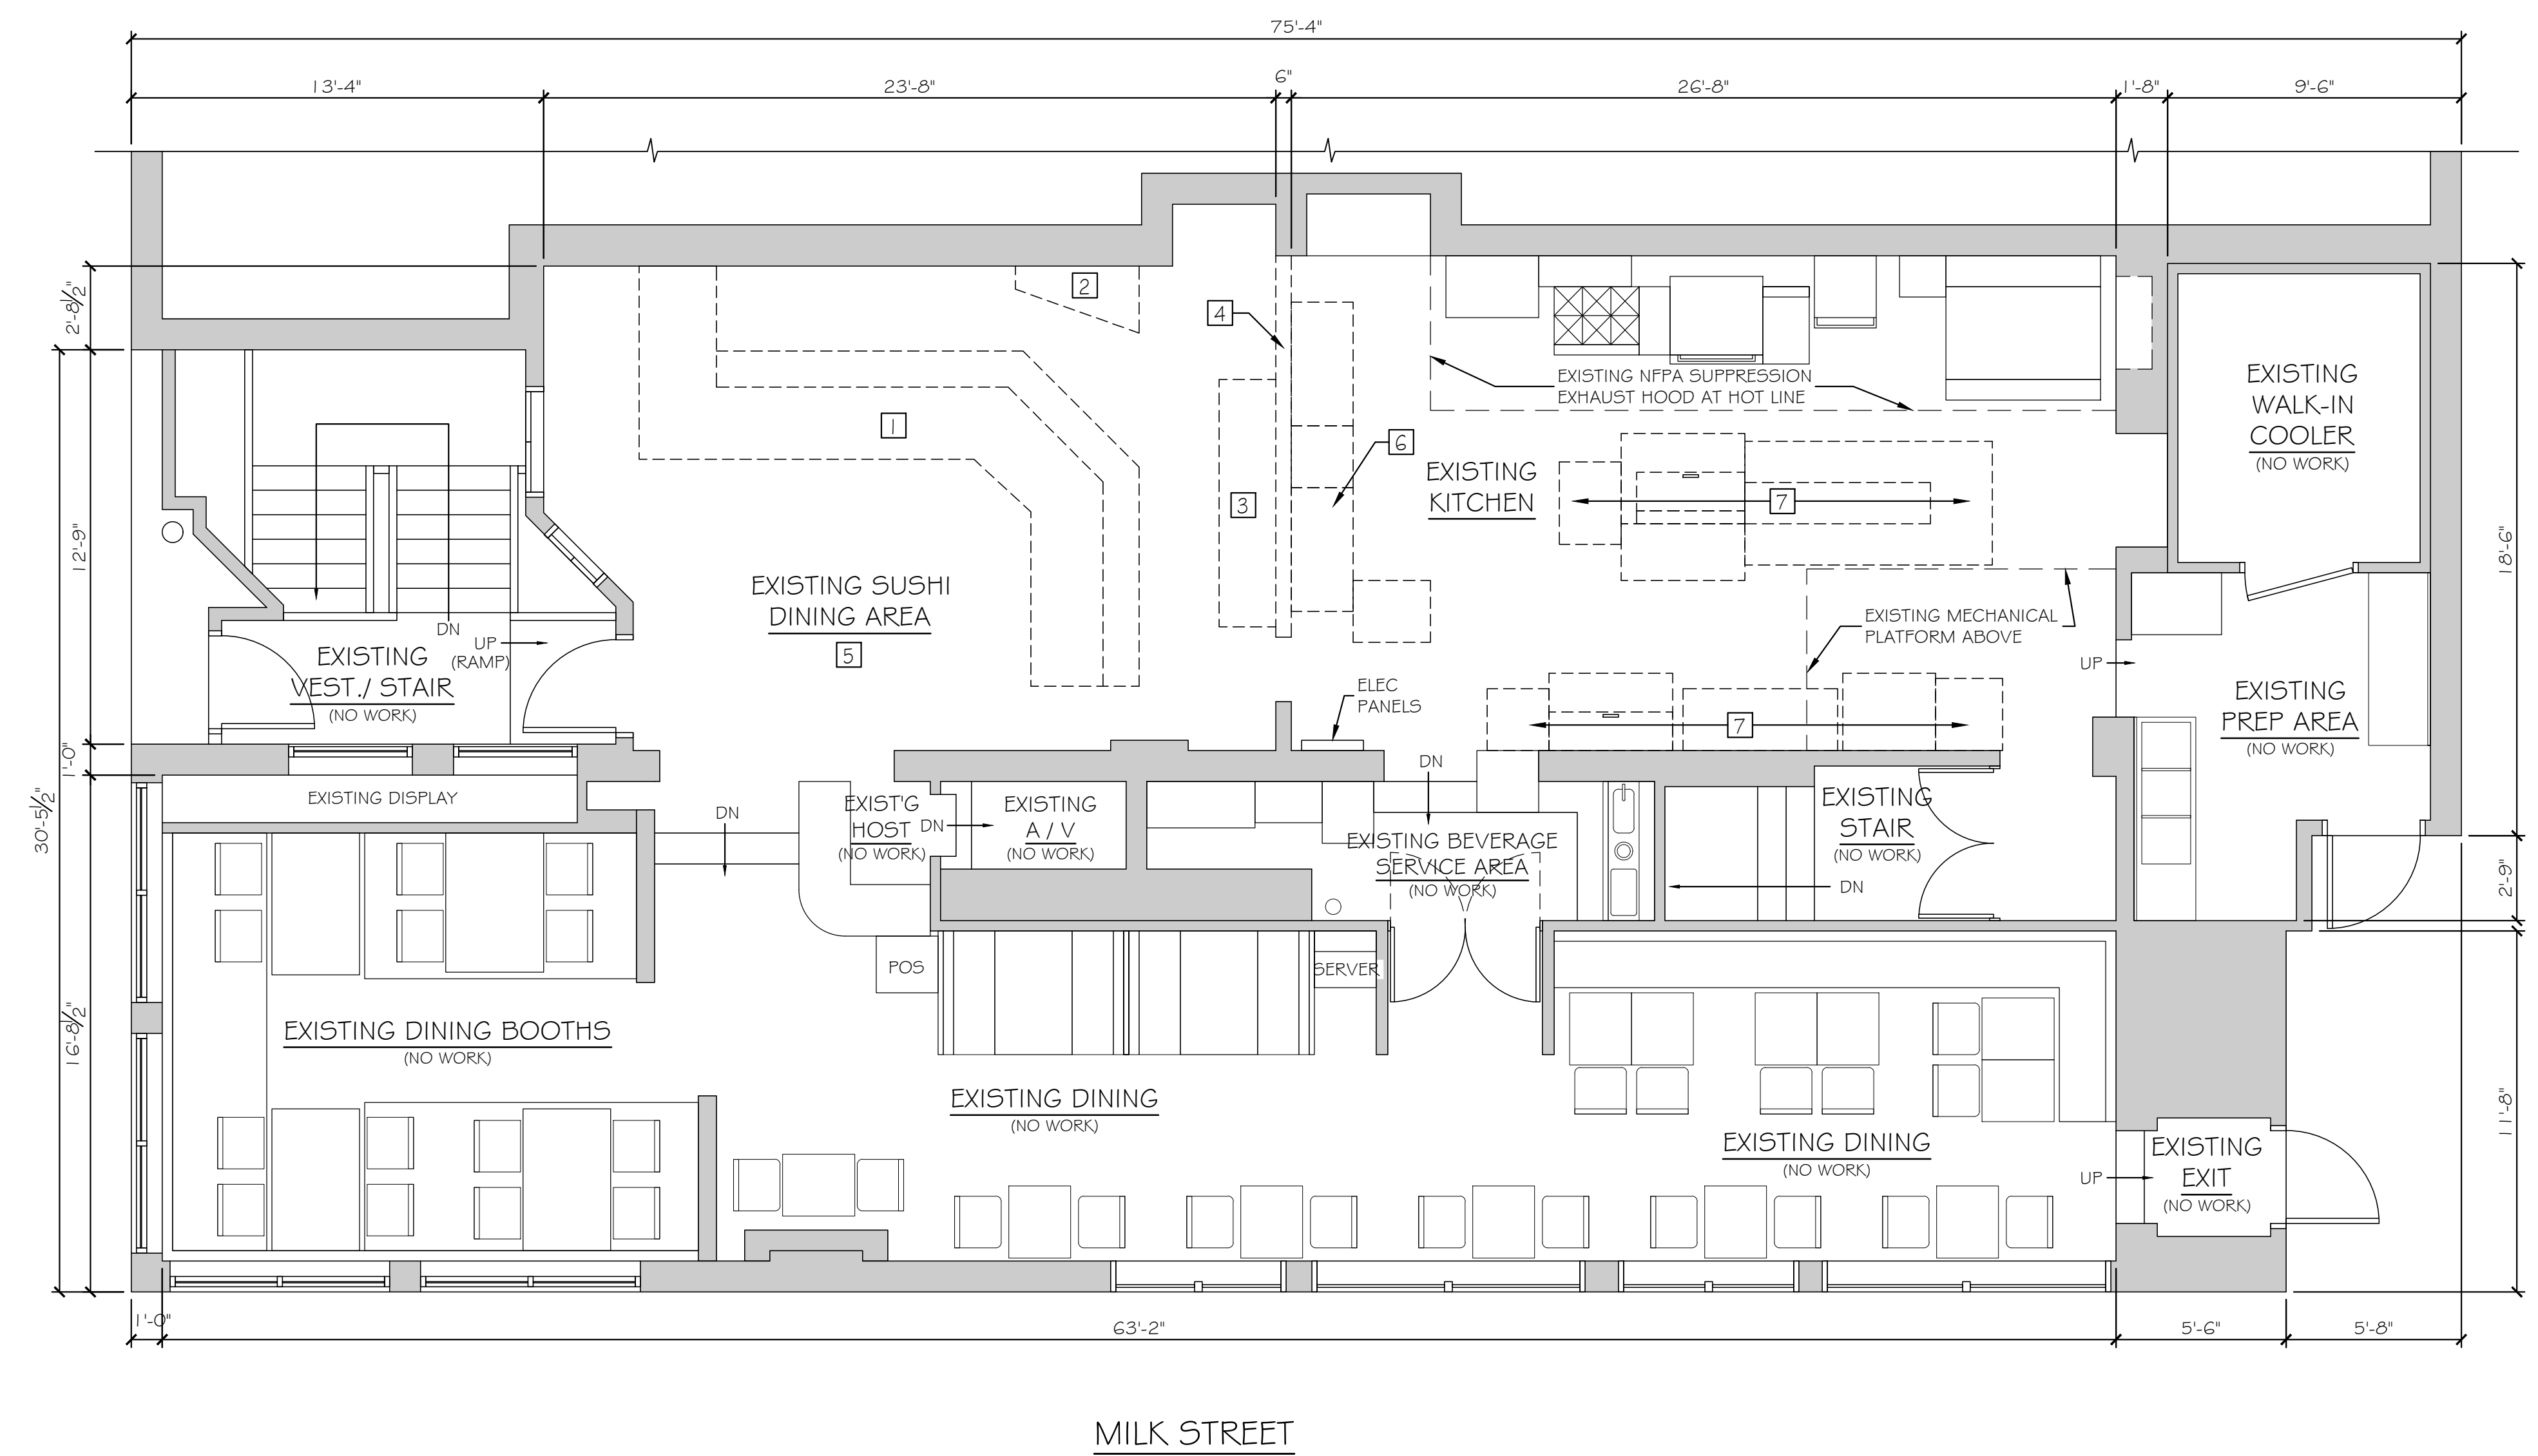 75'-4"
13'-4"
23'-8"
6"
26'-8"
1'-8"
9'-6"
2'-8½"
2
4
1
EXISTING NFPA SUPPRESSION
EXHAUST HOOD AT HOT LINE
EXISTING
WALK-IN
COOLER
(NO WORK)
6
EXISTING
KITCHEN
3
7
12'-9"
18'-6"
EXISTING SUSHI
DINING AREA
5
DN
UP
(RAMP)
EXISTING
VEST./ STAIR
(NO WORK)
EXISTING MECHANICAL
PLATFORM ABOVE
UP
ELEC
PANELS
7
EXISTING
PREP AREA
(NO WORK)
1'-0"
30'-5½"
EXISTING DISPLAY
DN
EXIST'G
HOST
(NO WORK)
DN
EXISTING
A / V
(NO WORK)
DN
EXISTING BEVERAGE
SERVICE AREA
(NO WORK)
EXISTING
STAIR
(NO WORK)
DN
2'-9"
POS
SERVER
16'-8½"
EXISTING DINING BOOTHS
(NO WORK)
EXISTING DINING
(NO WORK)
EXISTING DINING
(NO WORK)
UP
EXISTING
EXIT
(NO WORK)
11'-8"
1'-0"
63'-2"
5'-6"
5'-8"
MILK STREET